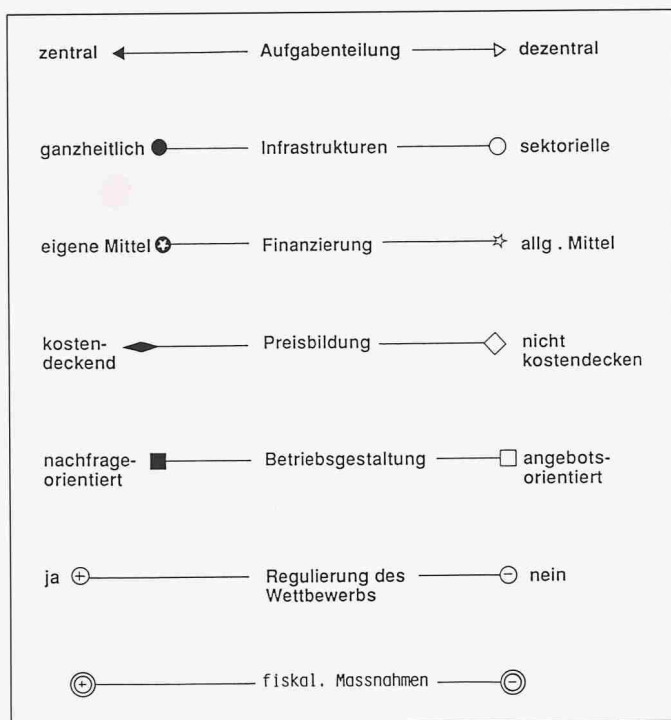 zentral Aufgabenteilung dezentral
ganzheitlich Infrastrukturen sektorielle
eigene Mittel Finanzierung allg . Mittel
kosten- Preisbildung nicht
deckend kostendecken
nachfrage- Betriebsgestaltung angebots-
orientiert orientiert
ja + Regulierung des − nein
Wettbewerbs
+ fiskal. Massnahmen −